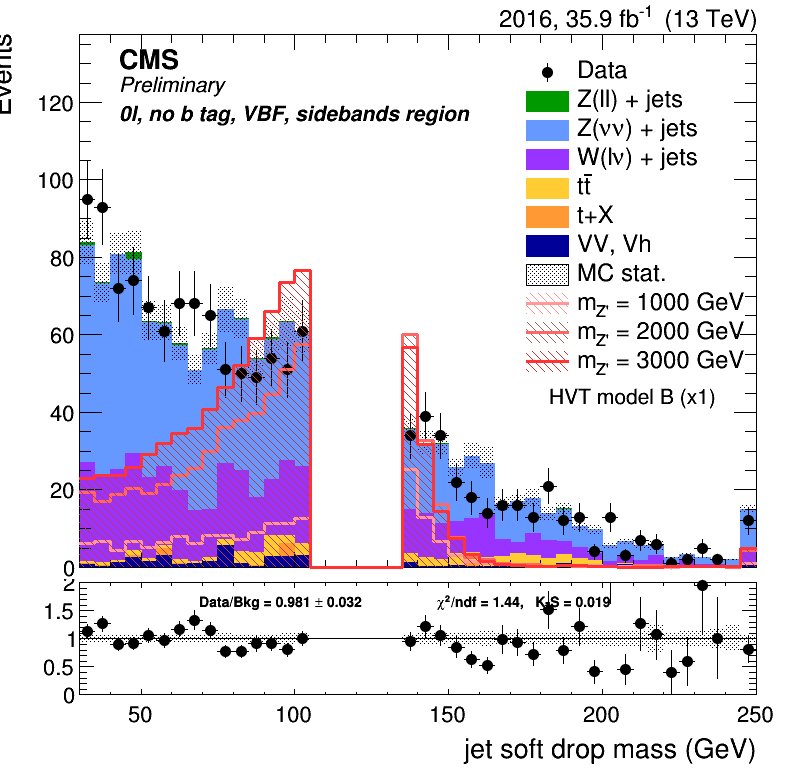 2016, 35.9 fb⁻¹ (13 TeV)
Events
CMS
Preliminary
0l, no b tag, VBF, sidebands region
Data
Z(ll) + jets
Z(νν) + jets
W(lν) + jets
tt̄
t+X
VV, Vh
MC stat.
m_Z' = 1000 GeV
m_Z' = 2000 GeV
m_Z' = 3000 GeV
HVT model B (x1)
120
100
80
60
40
20
0
Data/Bkg = 0.981 ± 0.032
χ²/ndf = 1.44, K-S = 0.019
2
1.5
1
0.5
0
50 100 150 200 250
jet soft drop mass (GeV)